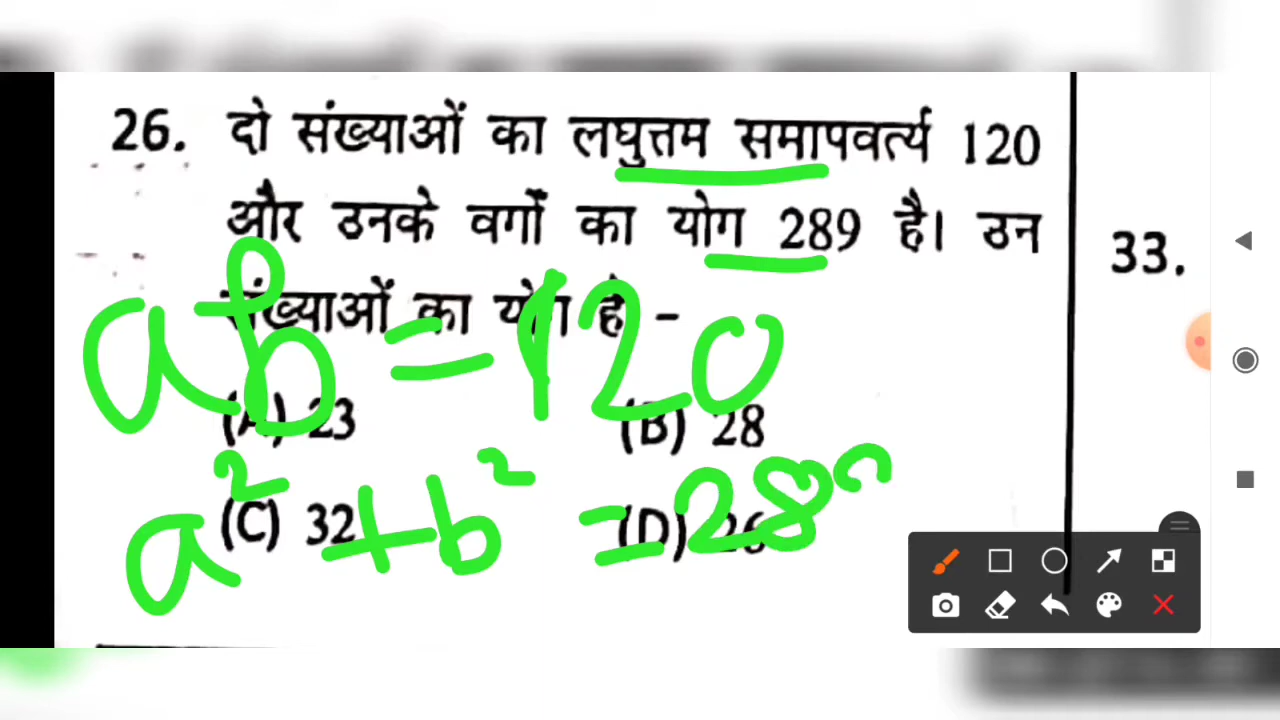 26. दो संख्याओं का लघुत्तम समापवर्त्य 120
और उनके वर्गों का योग 289 है। उन
संख्याओं का योग है -
33.
ab = 120
(A) 23 (B) 28
a² + b² = 289
(C) 32 (D) 26